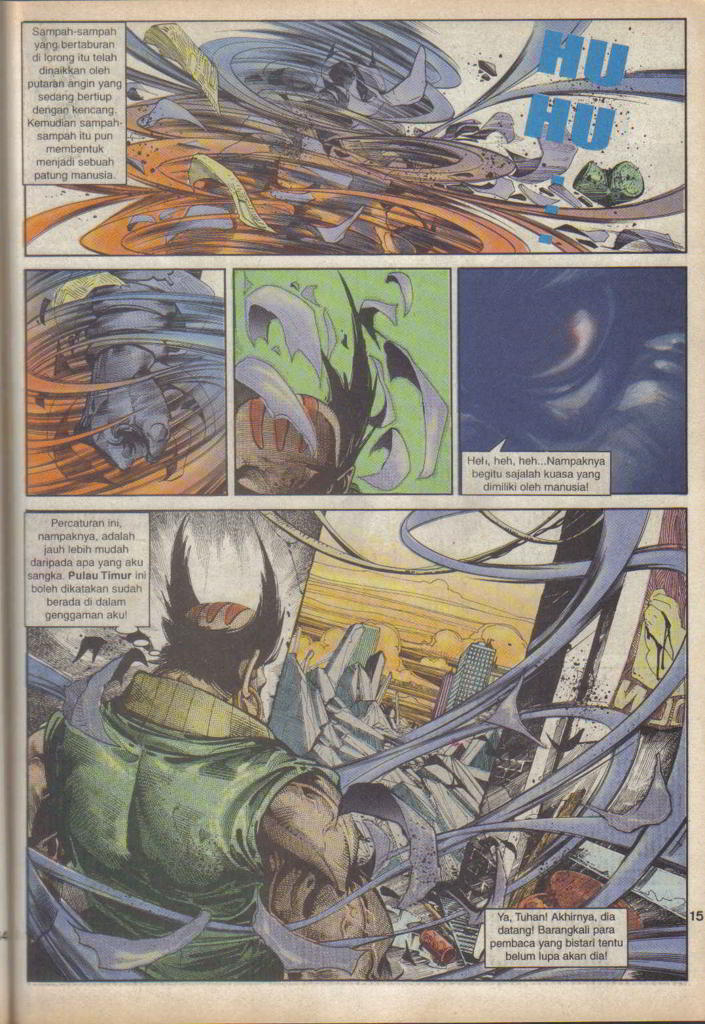 Sampah-sampah
yang bertaburan
di lorong itu telah
dinaikkan oleh
putaran angin yang
sedang bertiup
dengan kencang.
Kemudian sampah-
sampah itu pun
membentuk
menjadi sebuah
patung manusia.
HU
HU
!
Heh, heh, heh...Nampaknya
begitu sajalah kuasa yang
dimiliki oleh manusia!
Percaturan ini,
nampaknya, adalah
jauh lebih mudah
daripada apa yang aku
sangka. Pulau Timur ini
boleh dikatakan sudah
berada di dalam
genggaman aku!
Ya, Tuhan! Akhirnya, dia
datang! Barangkali para
pembaca yang bistari tentu
belum lupa akan dia!
15